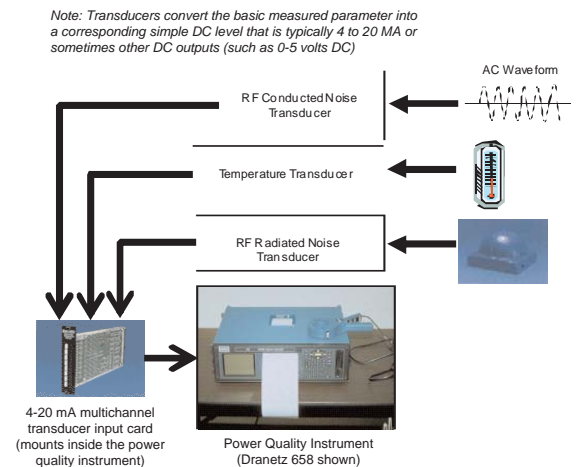 Note: Transducers convert the basic measured parameter into
a corresponding simple DC level that is typically 4 to 20 MA or
sometimes other DC outputs (such as 0-5 volts DC)
AC Waveform
RF Conducted Noise
Transducer
Temperature Transducer
RF Radiated Noise
Transducer
4-20 mA multichannel
transducer input card
(mounts inside the power
quality instrument)
Power Quality Instrument
(Dranetz 658 shown)